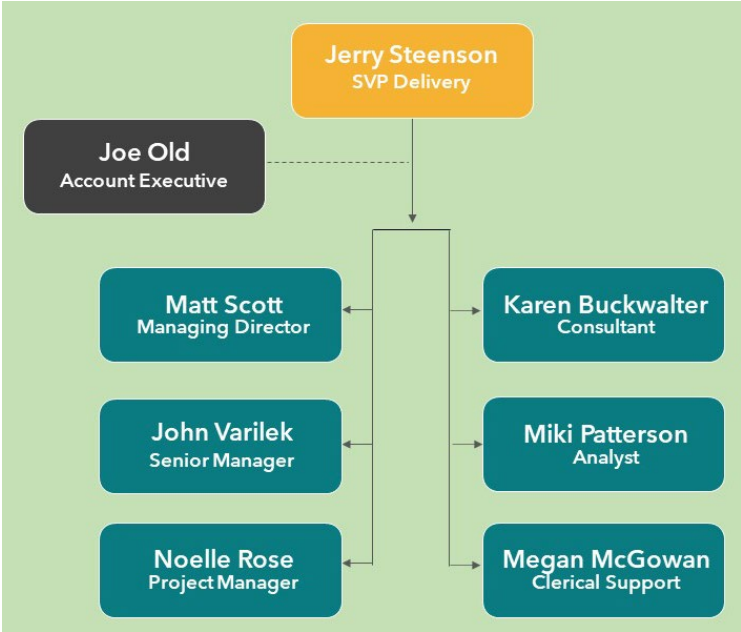 Jerry Steenson
SVP Delivery
Joe Old
Account Executive
Matt Scott
Managing Director
Karen Buckwalter
Consultant
John Varilek
Senior Manager
Miki Patterson
Analyst
Noelle Rose
Project Manager
Megan McGowan
Clerical Support